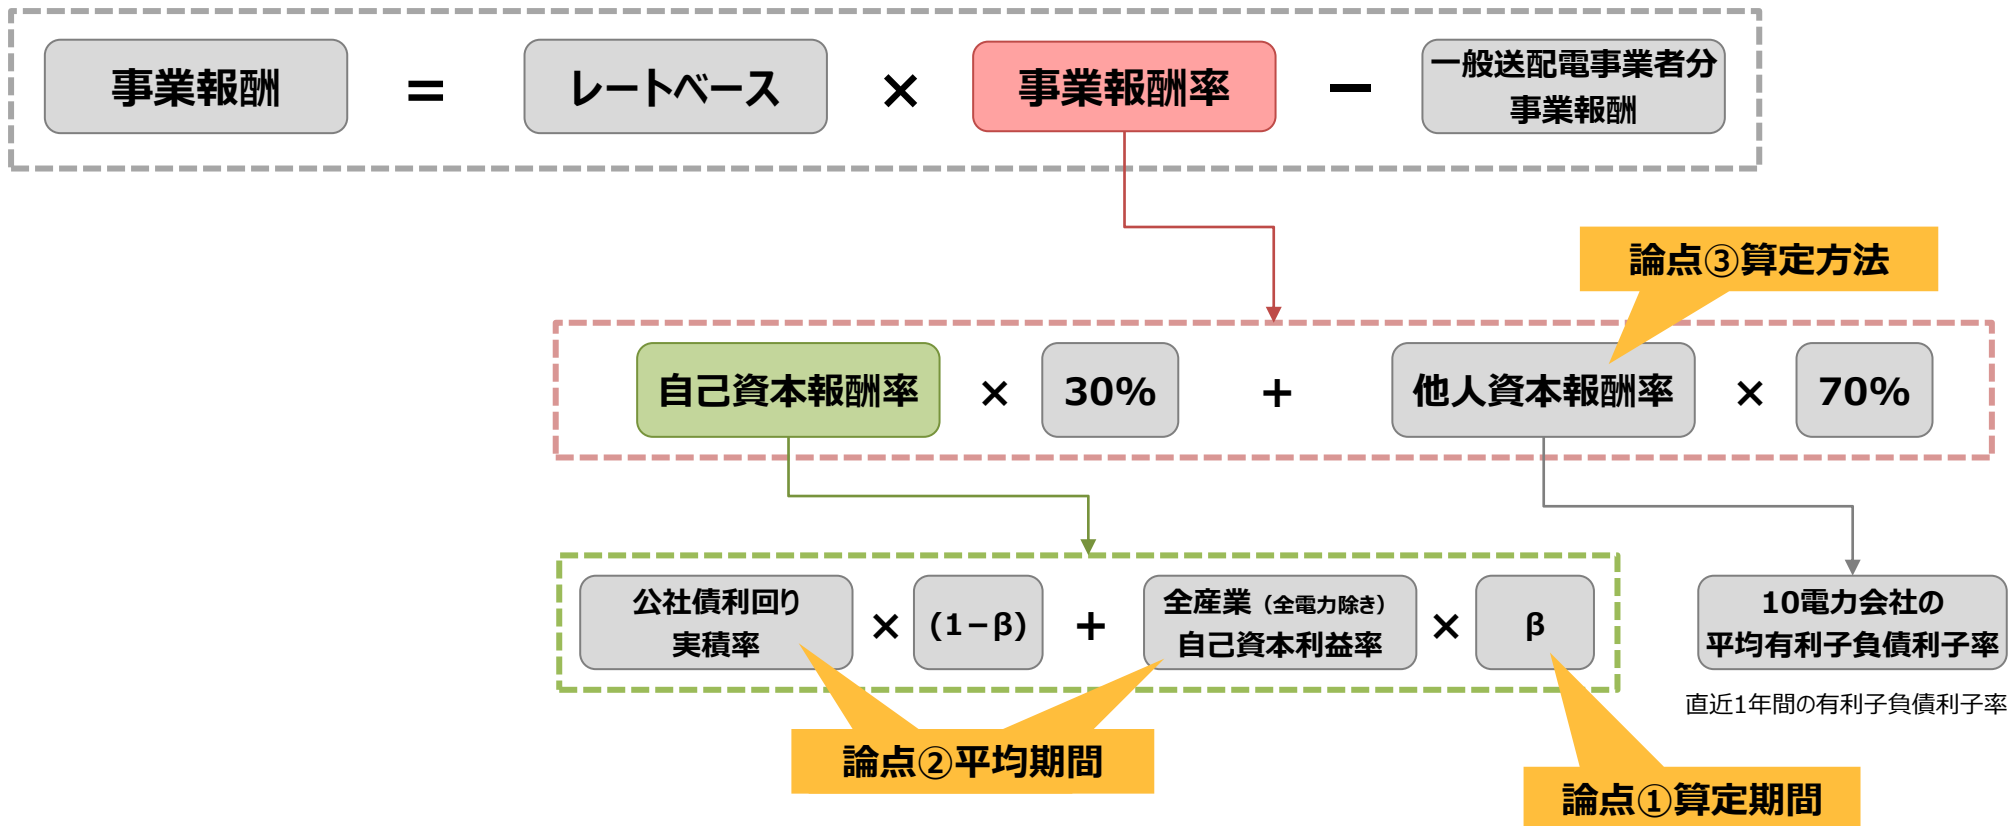 事業報酬 = レートベース × 事業報酬率 − 一般送配電事業者分
事業報酬
論点③算定方法
自己資本報酬率 × 30% + 他人資本報酬率 × 70%
公社債利回り
実積率
× (1−β) +
全産業（全電力除き）
自己資本利益率
× β
10電力会社の
平均有利子負債利子率
直近1年間の有利子負債利子率
論点②平均期間
論点①算定期間